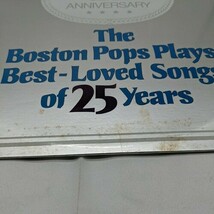 ANNIVERSARY
The
Boston Pops Plays
Best-Loved Songs
of 25 Years